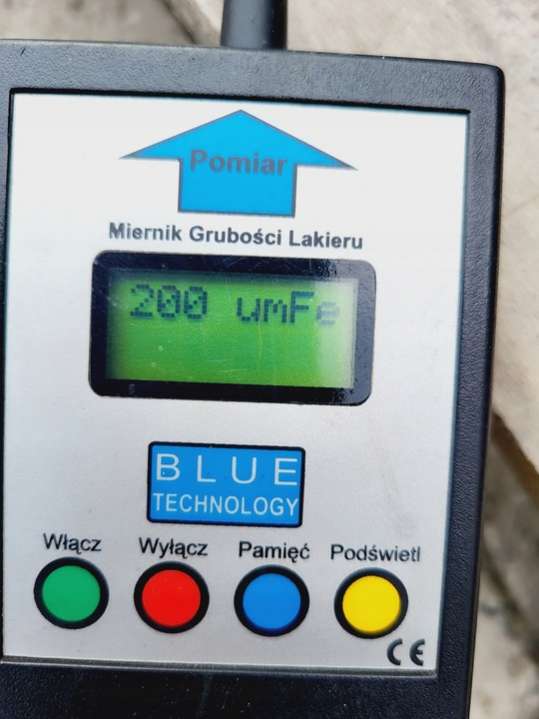 Pomiar
Miernik Grubości Lakieru
200 umFe
BLUE
TECHNOLOGY
Włącz Wyłącz Pamięć Podświetl
CE